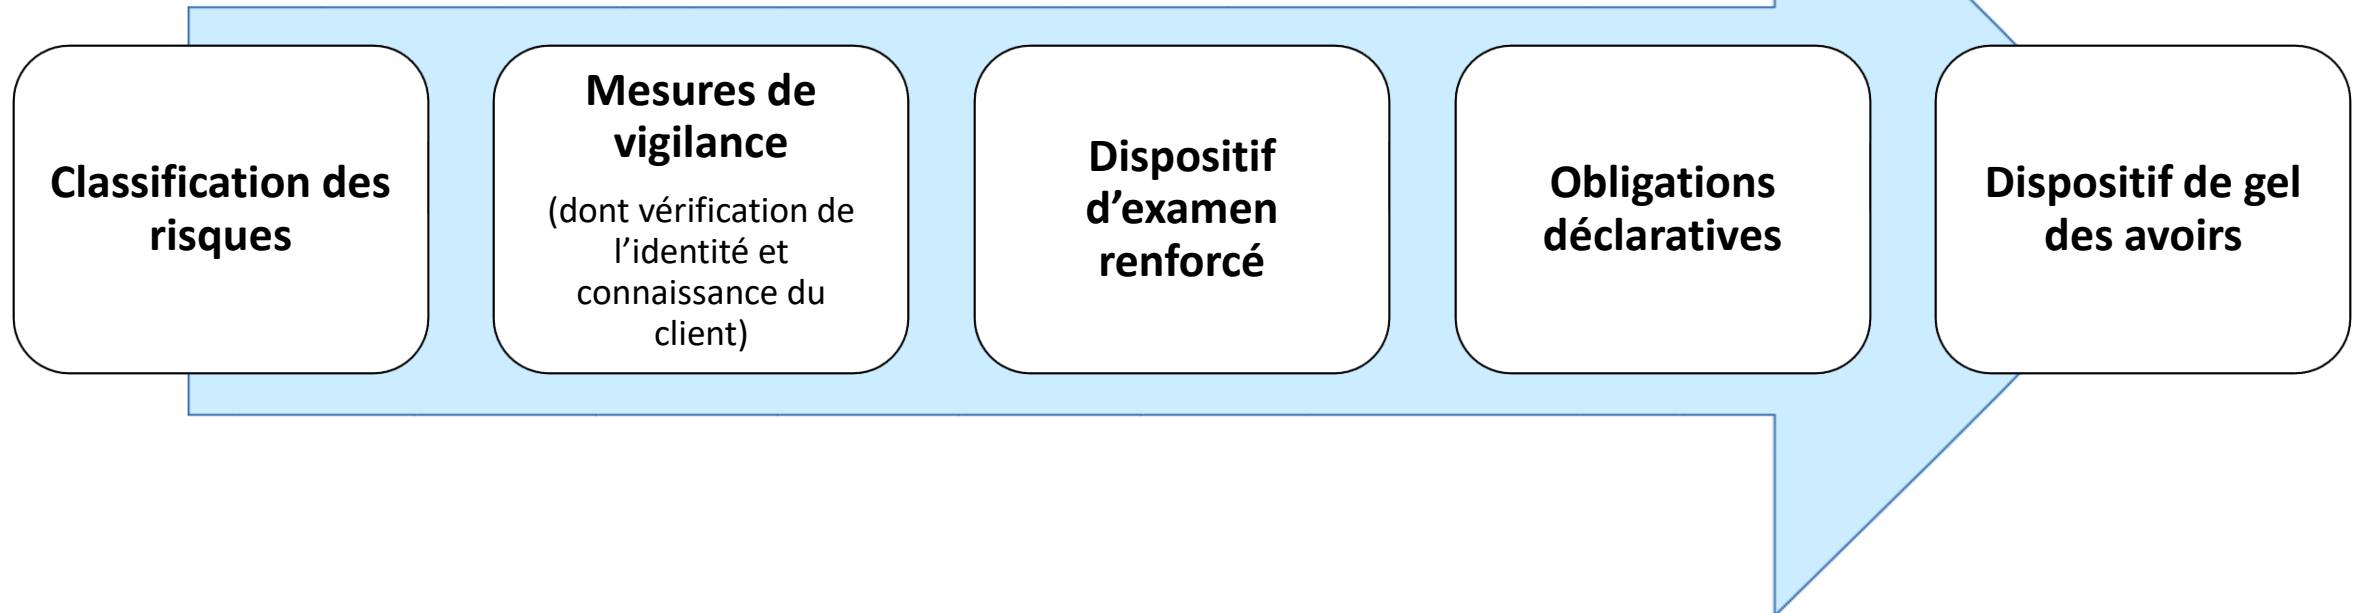 Classification des
risques
Mesures de
vigilance
(dont vérification de
l’identité et
connaissance du
client)
Dispositif
d’examen
renforcé
Obligations
déclaratives
Dispositif de gel
des avoirs